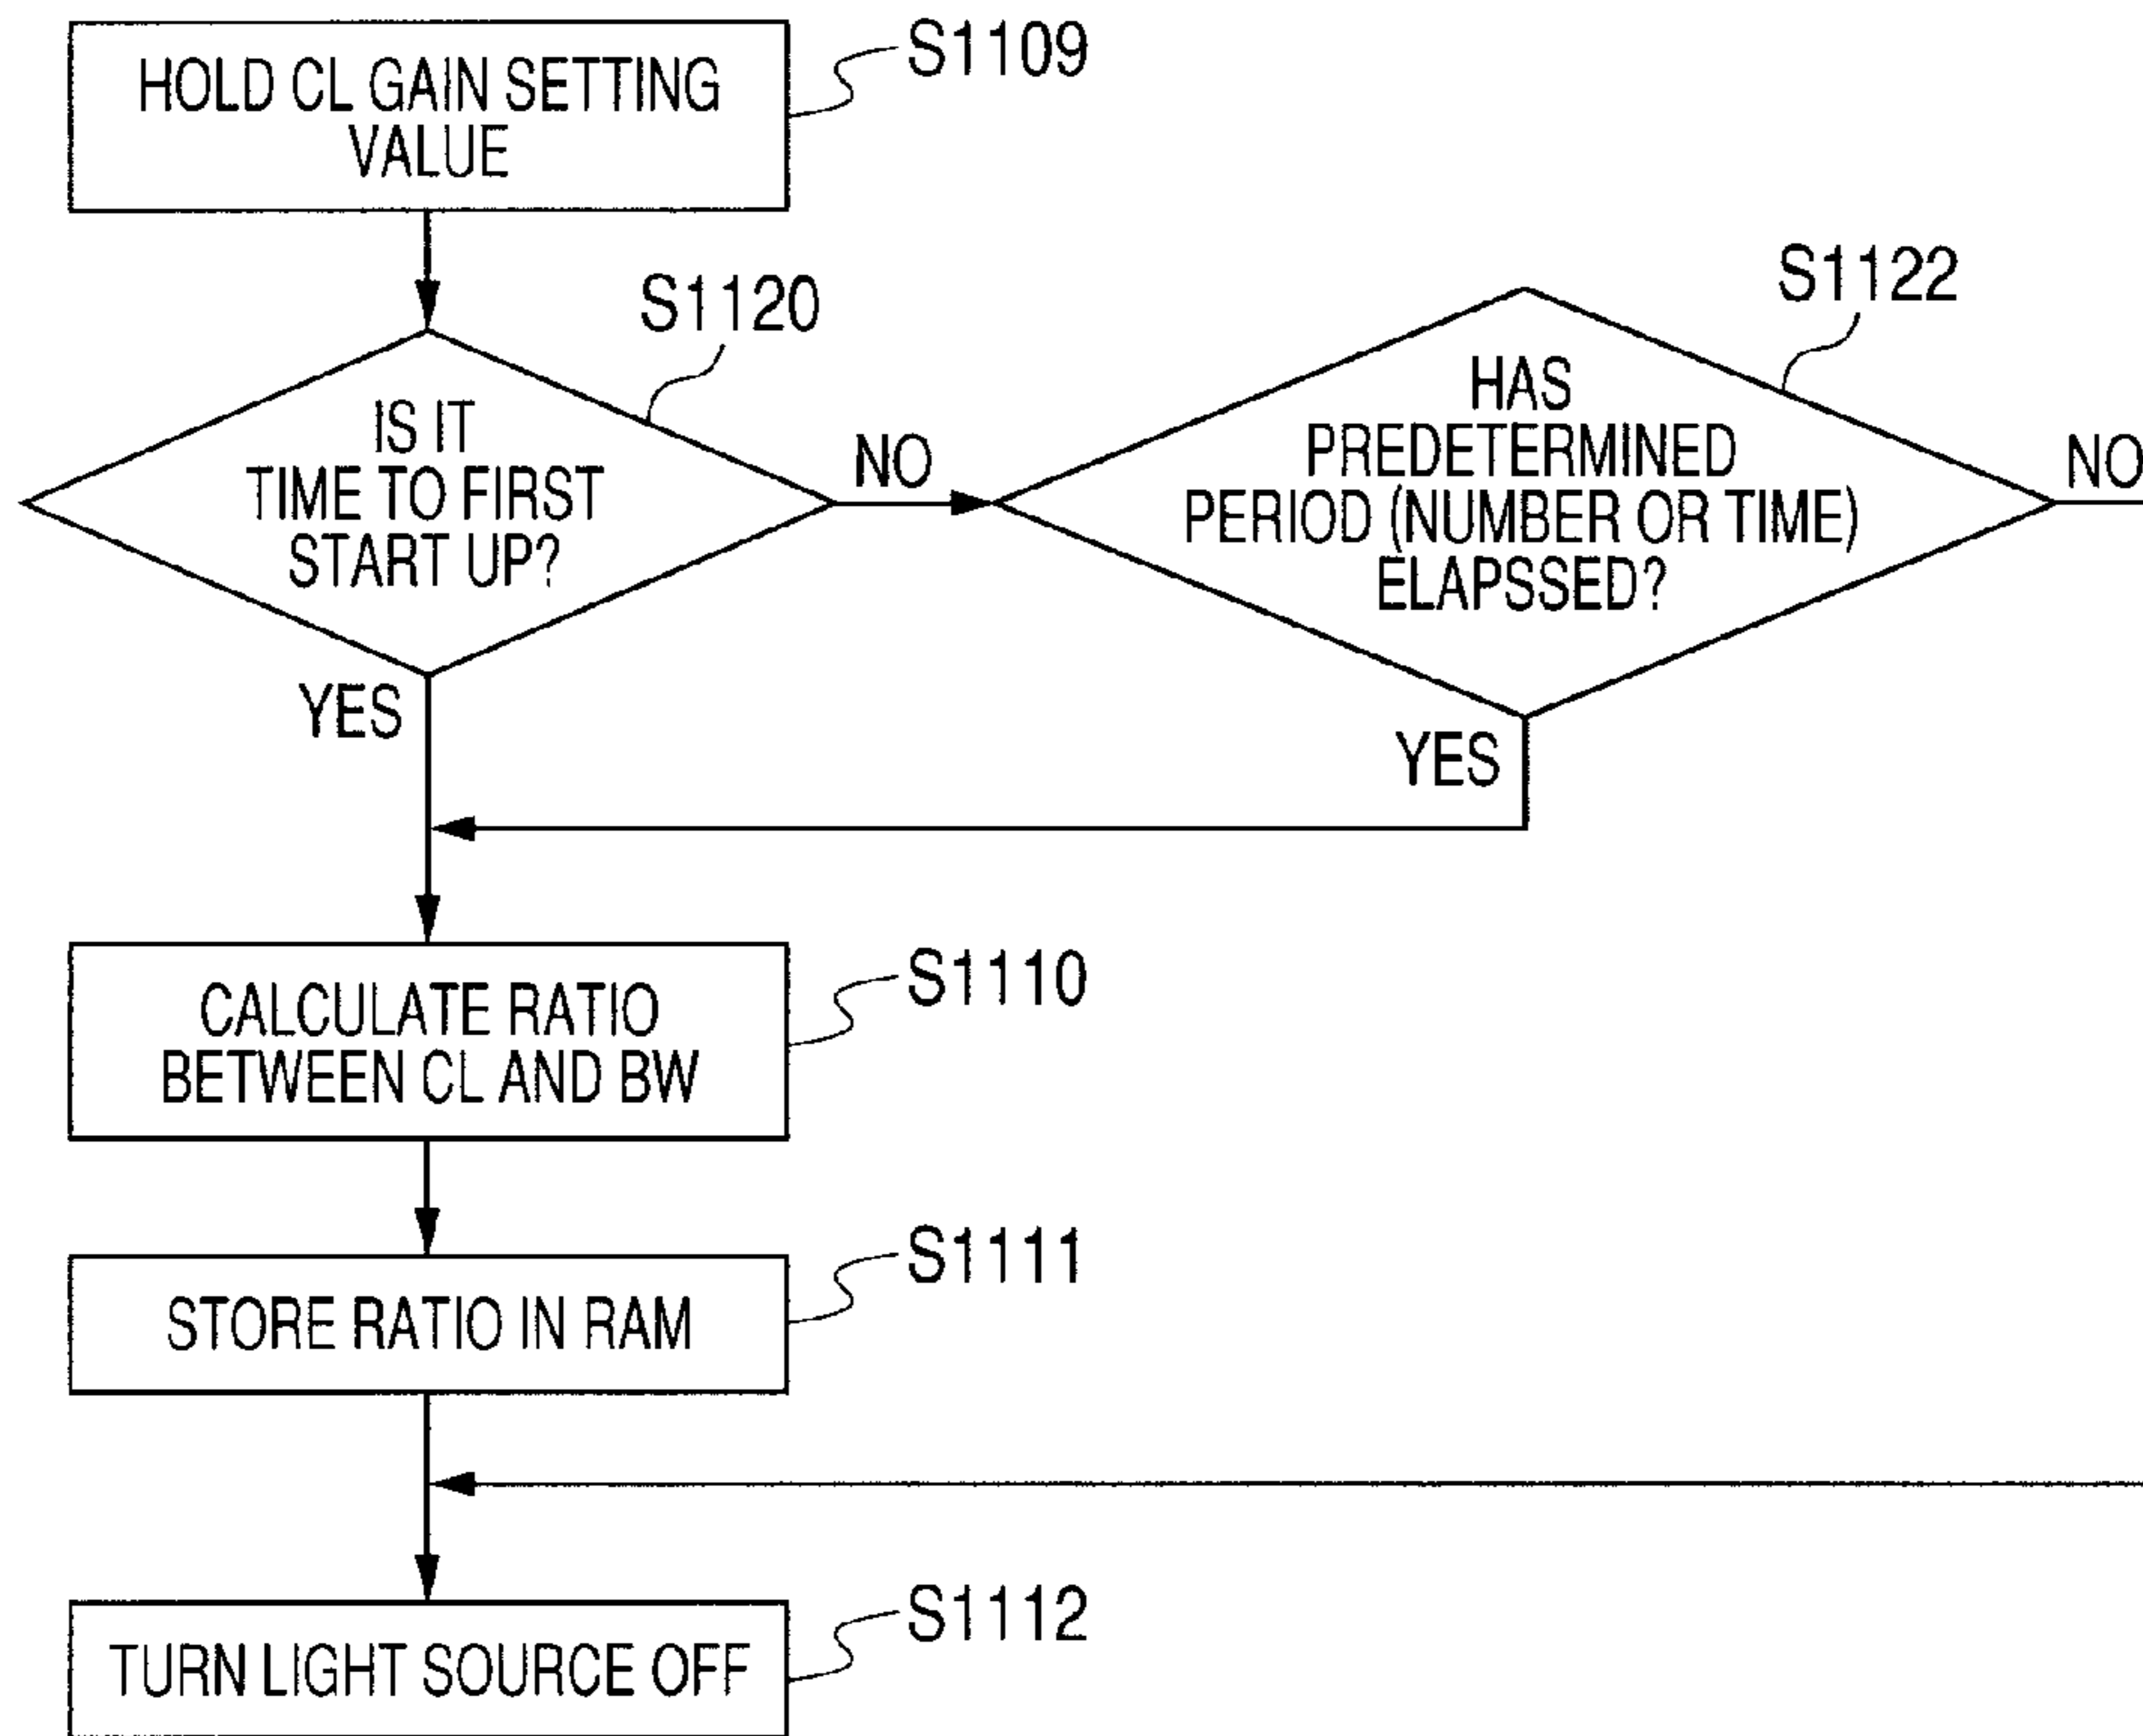 HOLD CL GAIN SETTING
VALUE
S1109
S1120
IS IT
TIME TO FIRST
START UP?
NO
YES
S1122
HAS
PREDETERMINED
PERIOD (NUMBER OR TIME)
ELAPSSED?
NO
YES
CALCULATE RATIO
BETWEEN CL AND BW
S1110
STORE RATIO IN RAM
S1111
TURN LIGHT SOURCE OFF
S1112